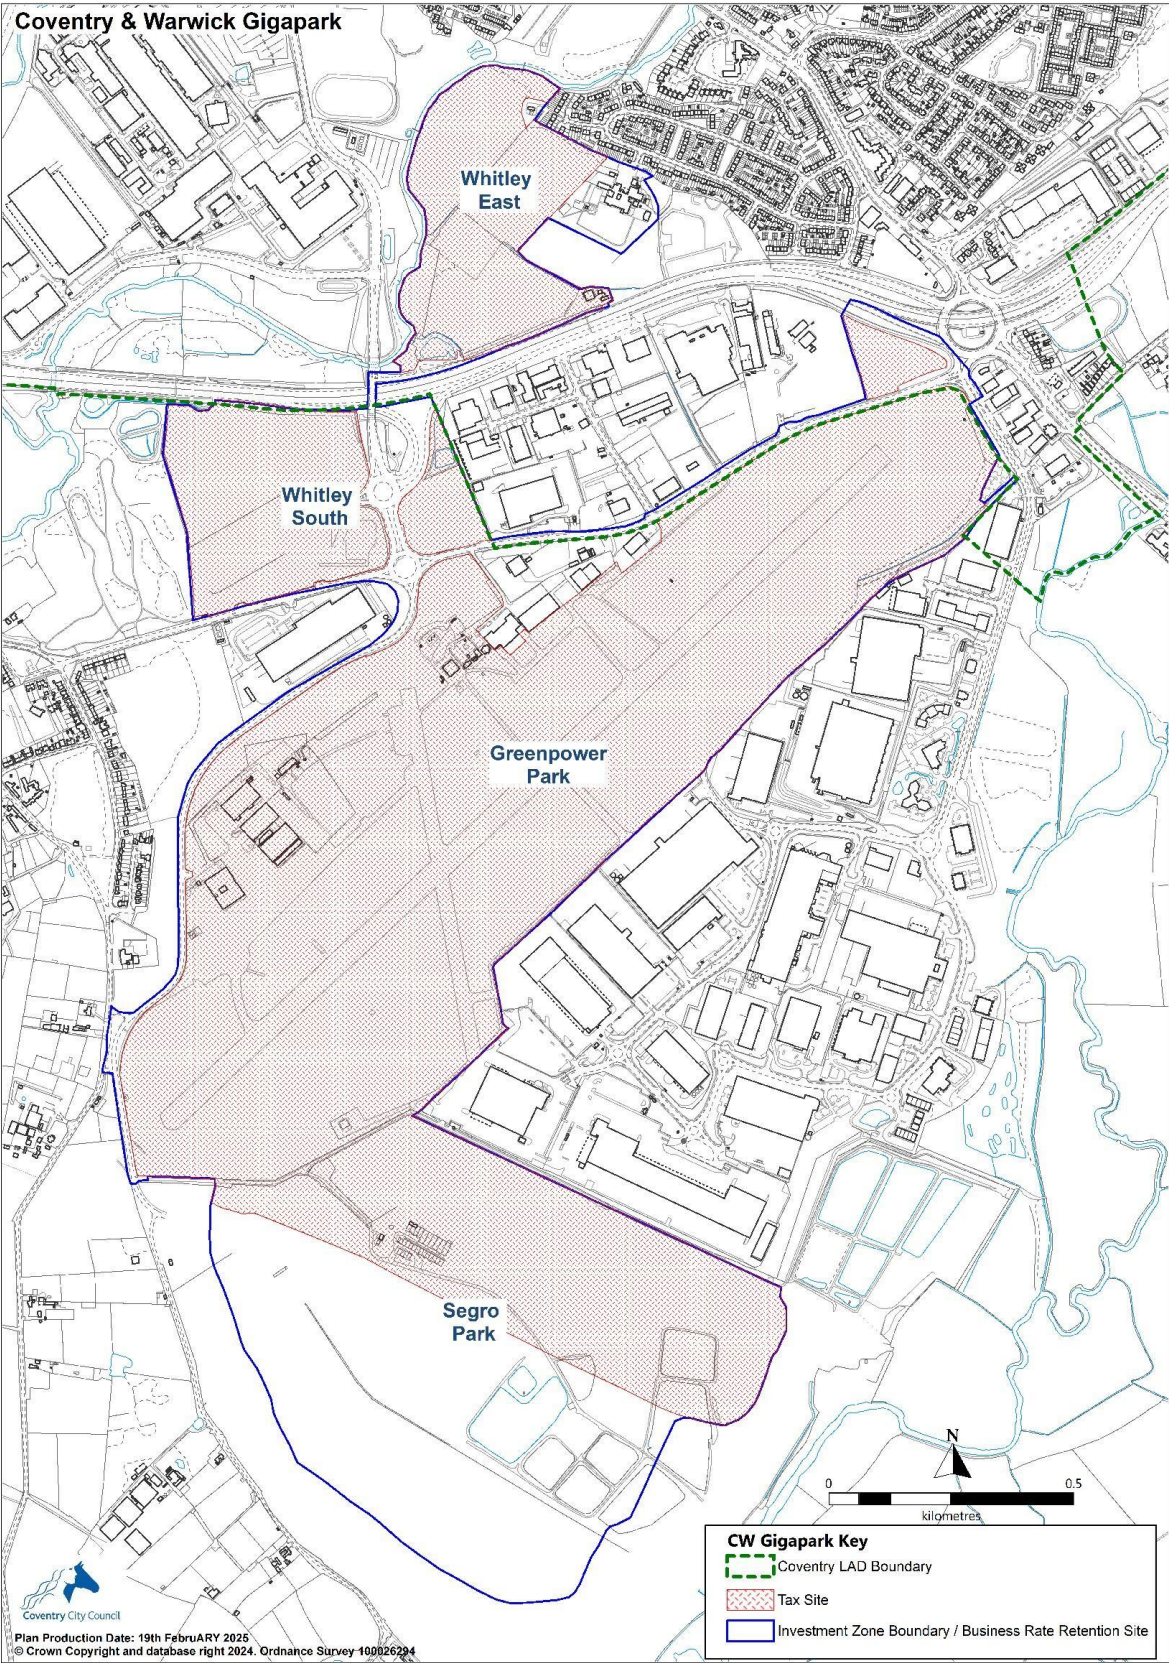 Coventry & Warwick Gigapark
Whitley
East
Whitley
South
Greenpower
Park
Segro
Park
N
0 0.5
kilometres
CW Gigapark Key
Coventry LAD Boundary
Tax Site
Investment Zone Boundary / Business Rate Retention Site
Coventry City Council
Plan Production Date: 19th FebruARY 2025
© Crown Copyright and database right 2024. Ordnance Survey 100026294